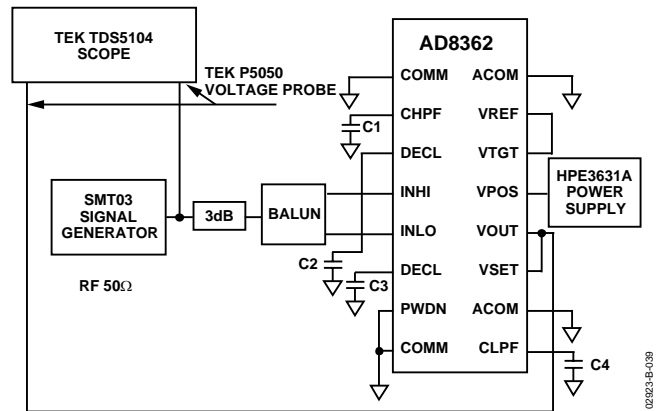 TEK TDS5104
SCOPE
TEK P5050
VOLTAGE PROBE
SMT03
SIGNAL
GENERATOR
RF 50Ω
3dB
BALUN
C1
C2
C3
AD8362
COMM
ACOM
CHPF
VREF
DECL
VTGT
INHI
VPOS
INLO
VOUT
DECL
VSET
PWDN
ACOM
COMM
CLPF
HPE3631A
POWER
SUPPLY
C4
02923-B-039